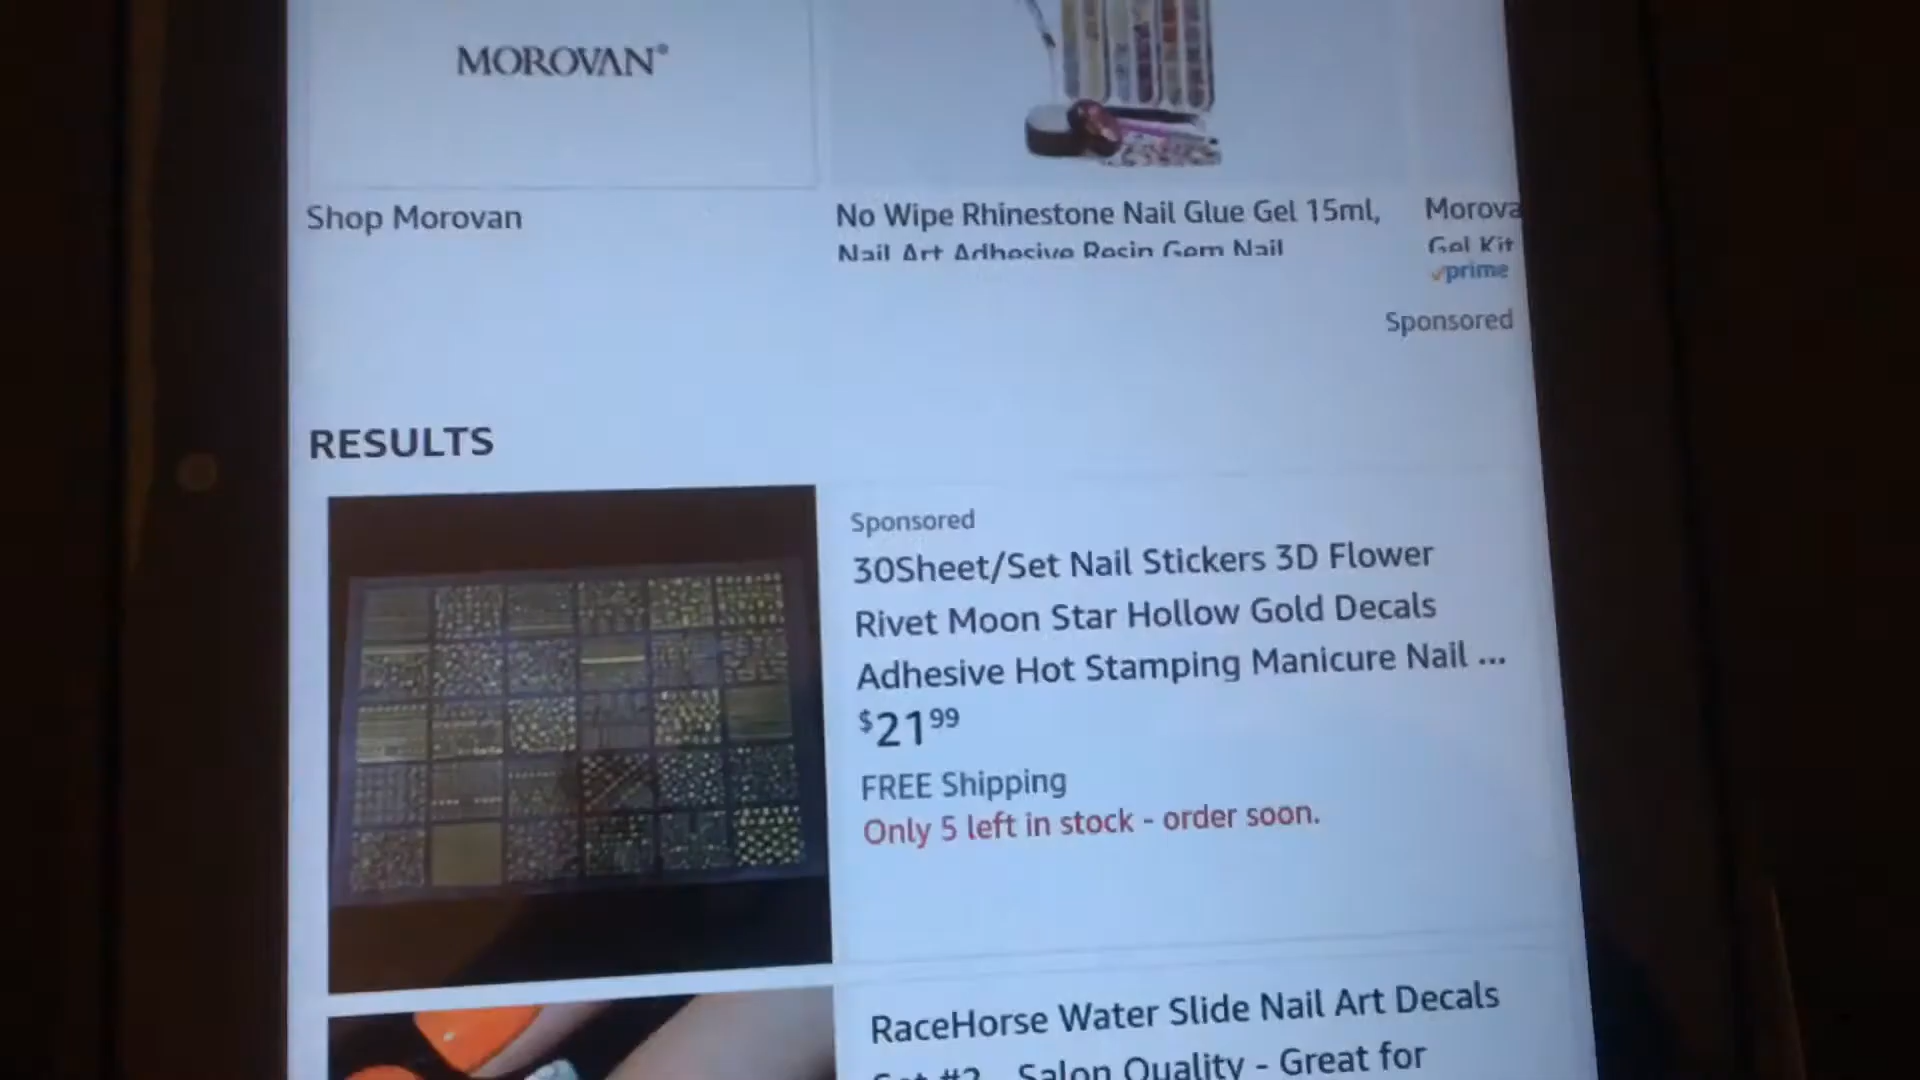 MOROVAN®
Shop Morovan
No Wipe Rhinestone Nail Glue Gel 15ml,
Nail Art Adhesive Resin Gem Nail
Morova
Gel Kit
prime
Sponsored
RESULTS
Sponsored
30Sheet/Set Nail Stickers 3D Flower
Rivet Moon Star Hollow Gold Decals
Adhesive Hot Stamping Manicure Nail ...
$2199
FREE Shipping
Only 5 left in stock - order soon.
RaceHorse Water Slide Nail Art Decals
Set #2 - Salon Quality - Great for